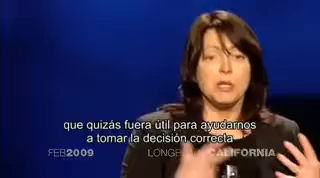 que quizás fuera útil para ayudarnos
a tomar la decisión correcta
FEB2009 CALIFORNIA